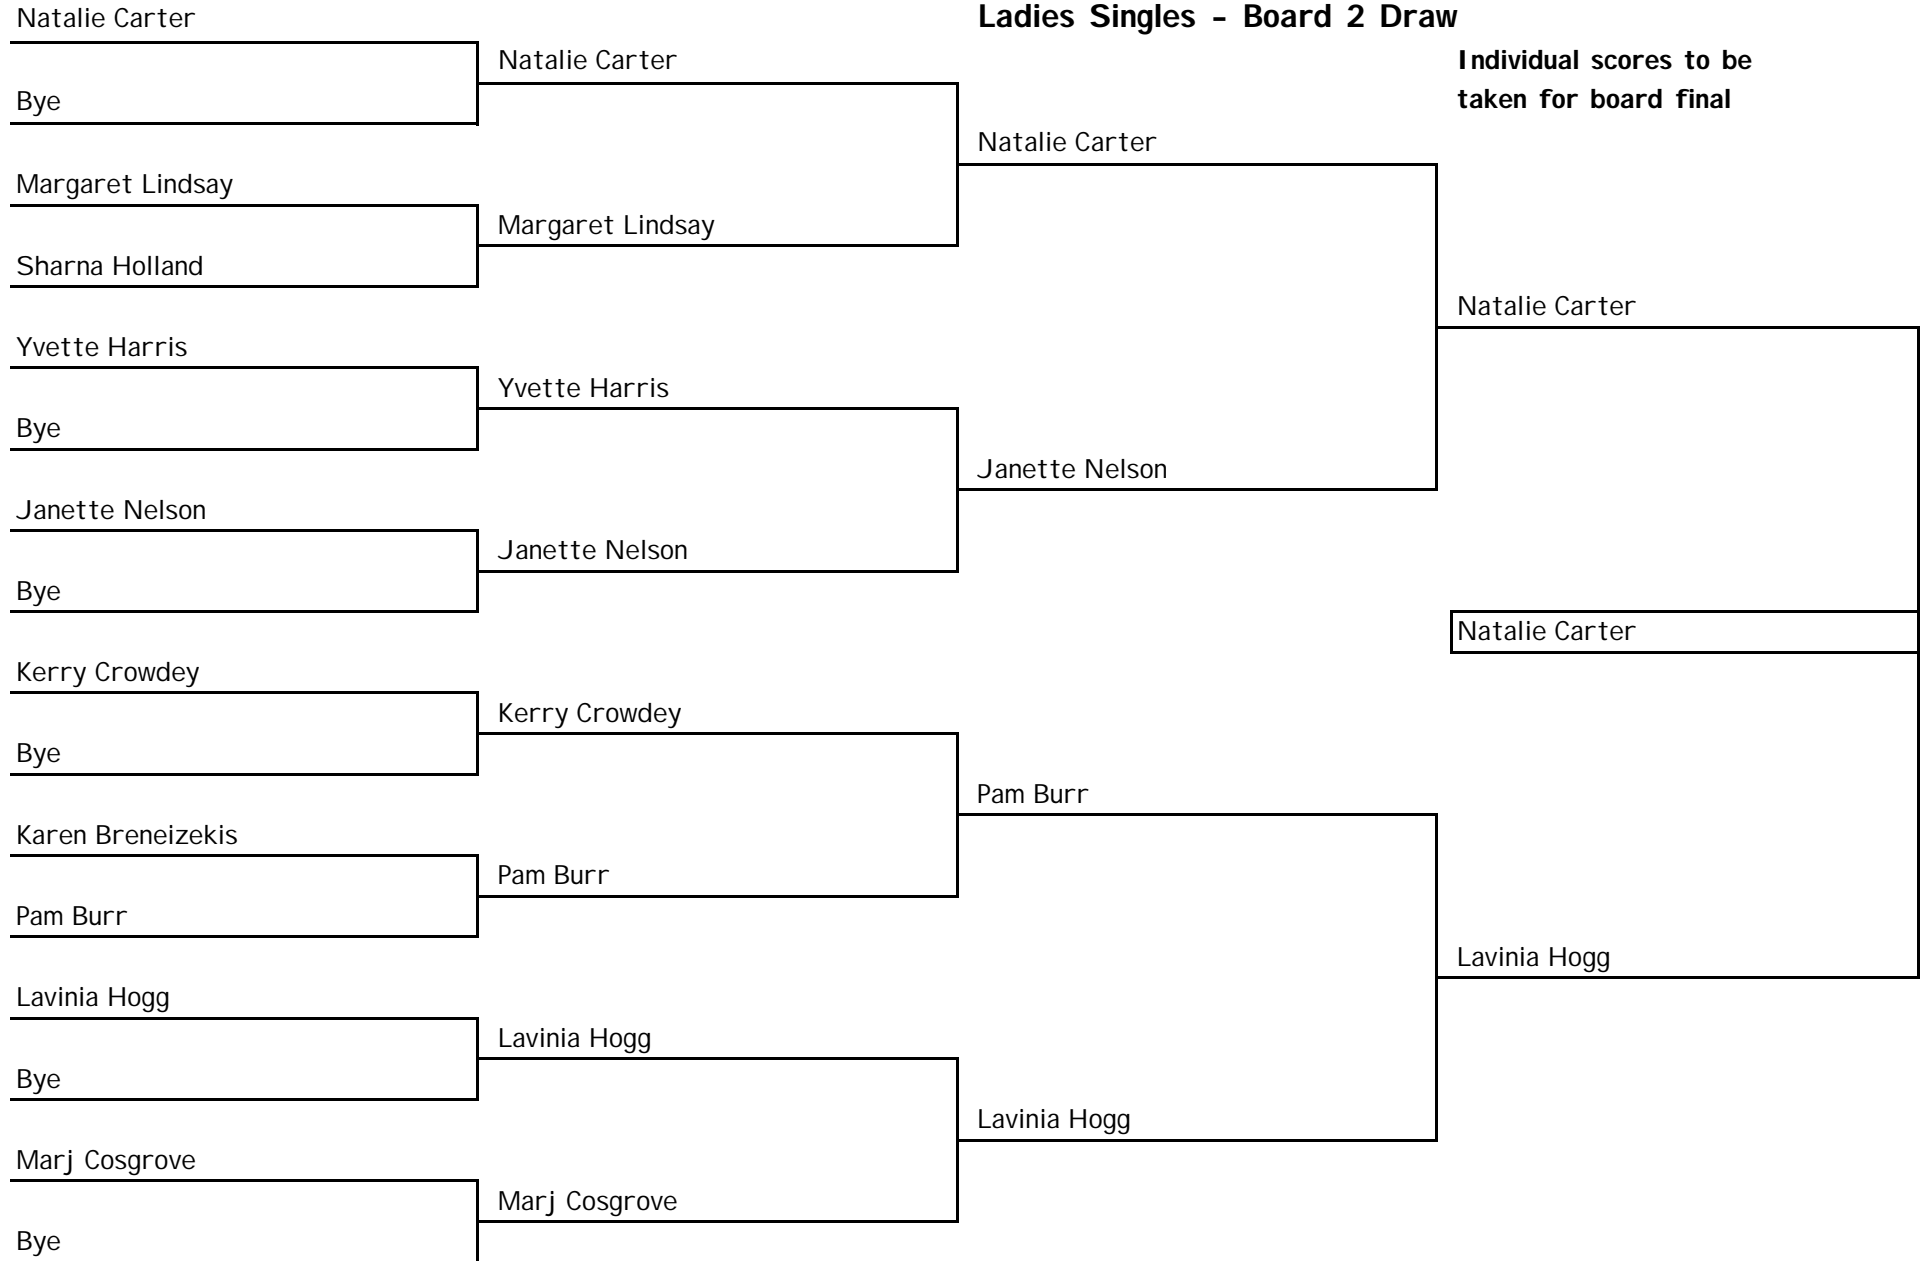 Ladies Singles - Board 2 Draw
Individual scores to be
taken for board final
Natalie Carter
Bye
Margaret Lindsay
Sharna Holland
Yvette Harris
Bye
Janette Nelson
Bye
Kerry Crowdey
Bye
Karen Breneizekis
Pam Burr
Lavinia Hogg
Bye
Marj Cosgrove
Bye
Natalie Carter
Margaret Lindsay
Yvette Harris
Janette Nelson
Kerry Crowdey
Pam Burr
Lavinia Hogg
Marj Cosgrove
Natalie Carter
Janette Nelson
Pam Burr
Lavinia Hogg
Natalie Carter
Natalie Carter
Lavinia Hogg